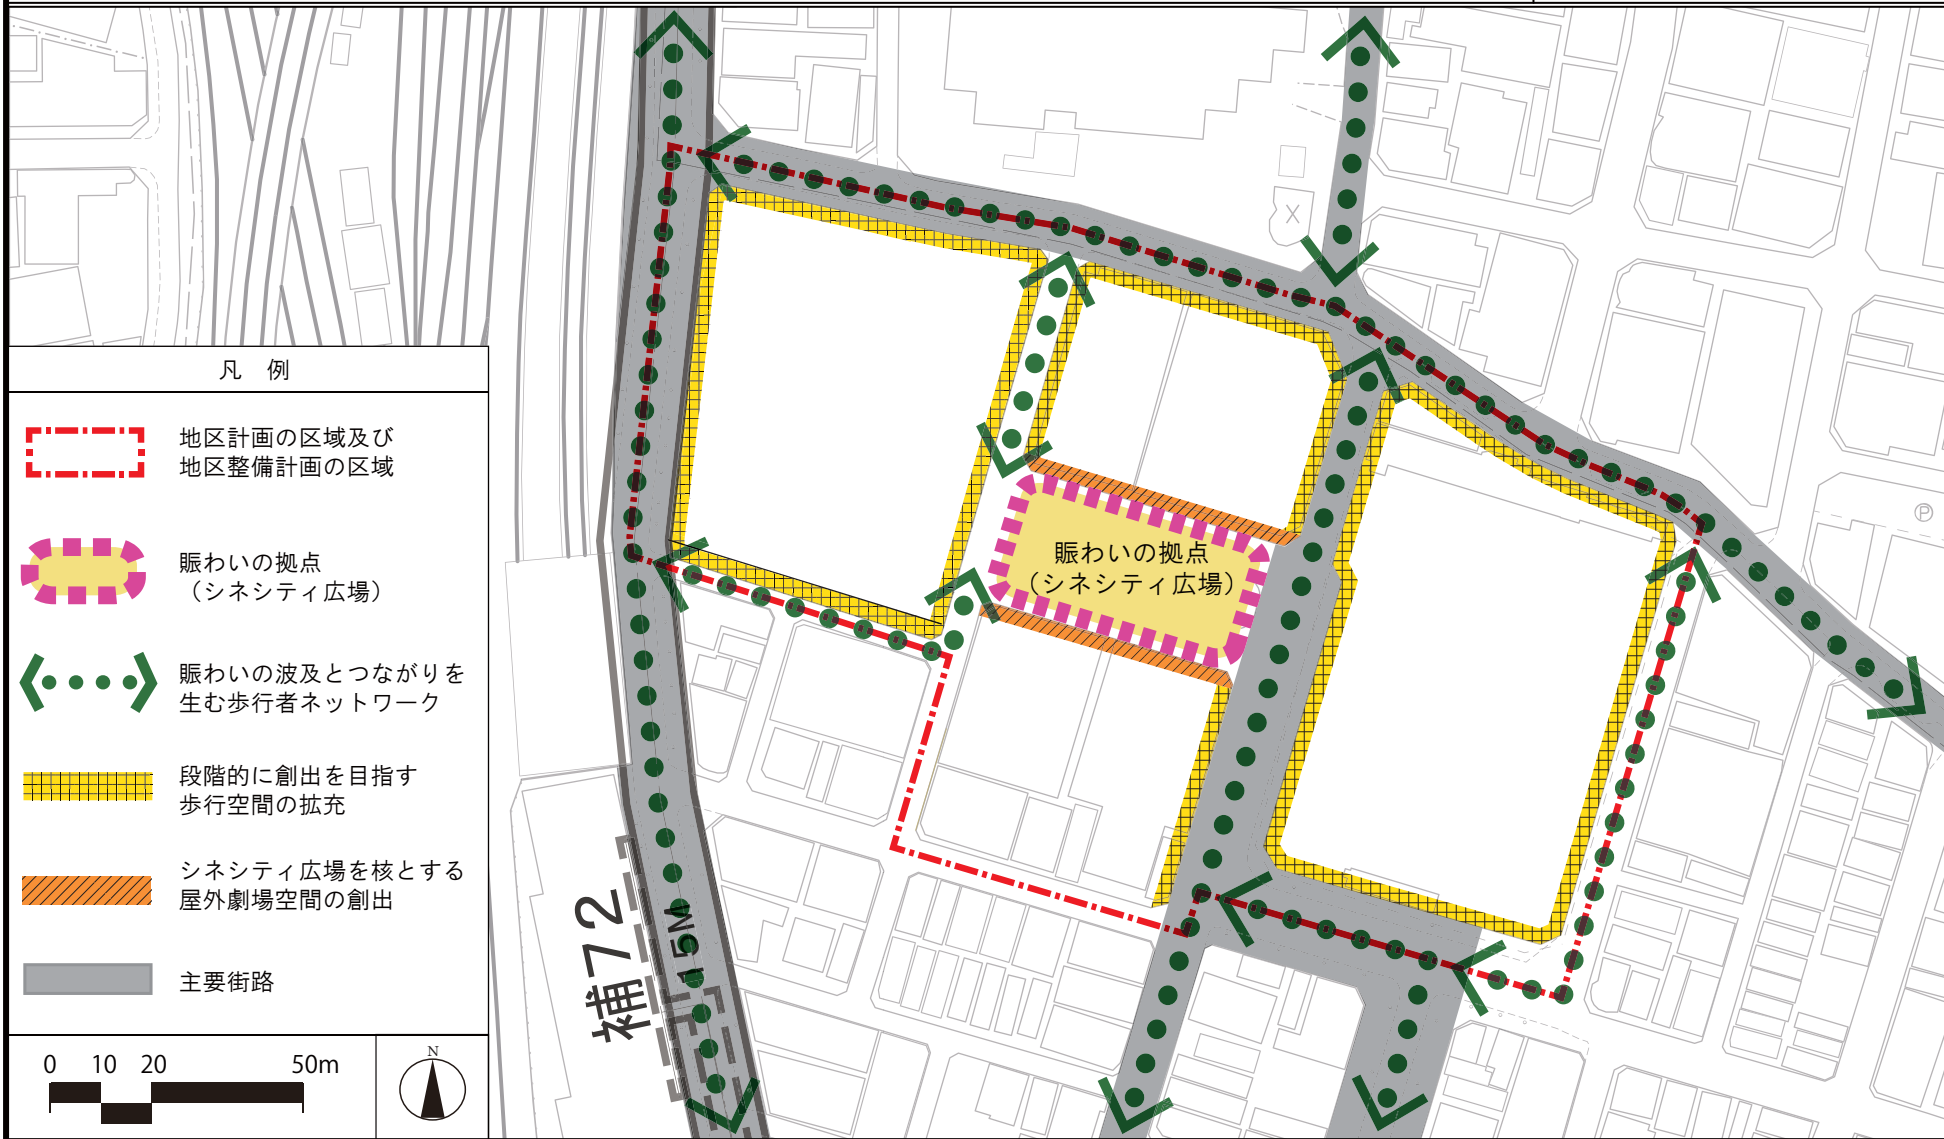 凡 例
地区計画の区域及び
地区整備計画の区域
賑わいの拠点
（シネシティ広場）
賑わいの波及とつながりを
生む歩行者ネットワーク
段階的に創出を目指す
歩行空間の拡充
シネシティ広場を核とする
屋外劇場空間の創出
主要街路
0 10 20 50m
N
賑わいの拠点
（シネシティ広場）
補72
15M
P